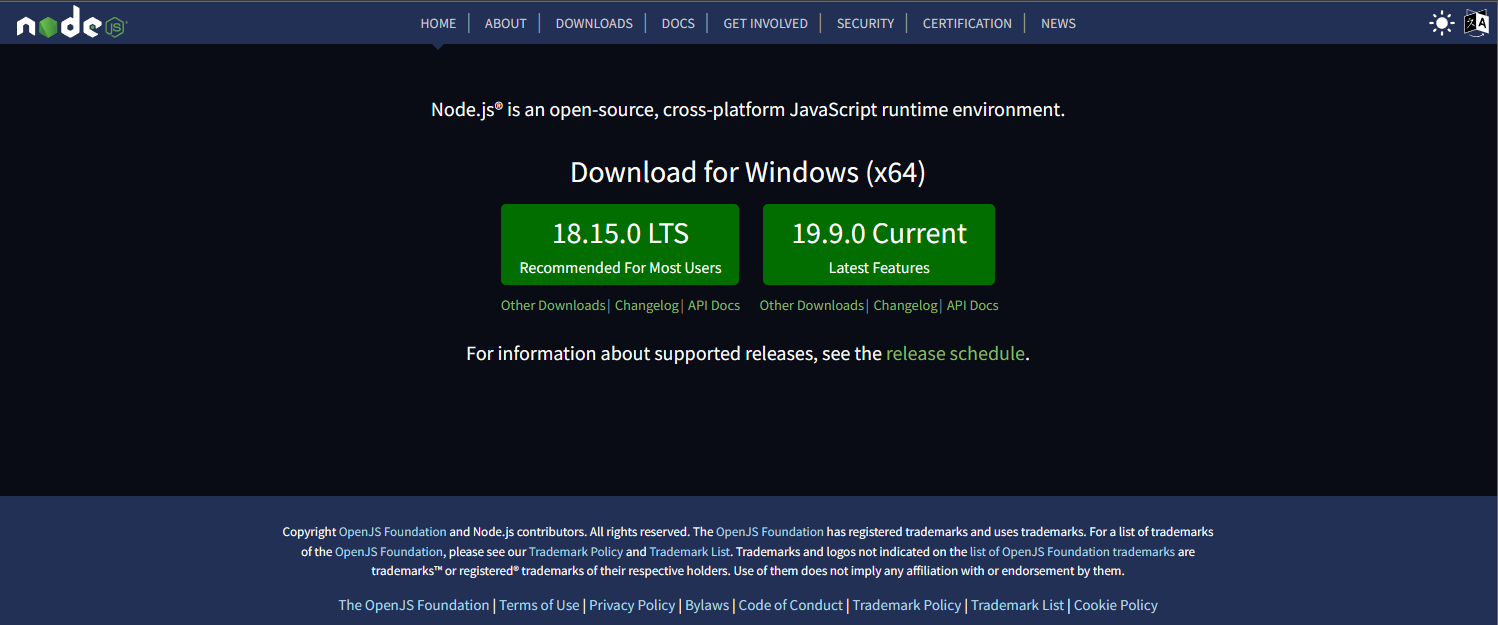 node JS
HOME | ABOUT | DOWNLOADS | DOCS | GET INVOLVED | SECURITY | CERTIFICATION | NEWS
Node.js® is an open-source, cross-platform JavaScript runtime environment.
Download for Windows (x64)
18.15.0 LTS
Recommended For Most Users
19.9.0 Current
Latest Features
Other Downloads | Changelog | API Docs
Other Downloads | Changelog | API Docs
For information about supported releases, see the release schedule.
Copyright OpenJS Foundation and Node.js contributors. All rights reserved. The OpenJS Foundation has registered trademarks and uses trademarks. For a list of trademarks
of the OpenJS Foundation, please see our Trademark Policy and Trademark List. Trademarks and logos not indicated on the list of OpenJS Foundation trademarks are
trademarks™ or registered® trademarks of their respective holders. Use of them does not imply any affiliation with or endorsement by them.
The OpenJS Foundation | Terms of Use | Privacy Policy | Bylaws | Code of Conduct | Trademark Policy | Trademark List | Cookie Policy